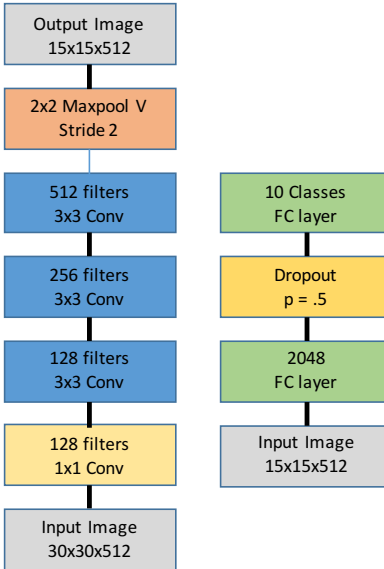 Output Image
15x15x512
2x2 Maxpool V
Stride 2
512 filters
3x3 Conv
256 filters
3x3 Conv
128 filters
3x3 Conv
128 filters
1x1 Conv
Input Image
30x30x512
10 Classes
FC layer
Dropout
p = .5
2048
FC layer
Input Image
15x15x512